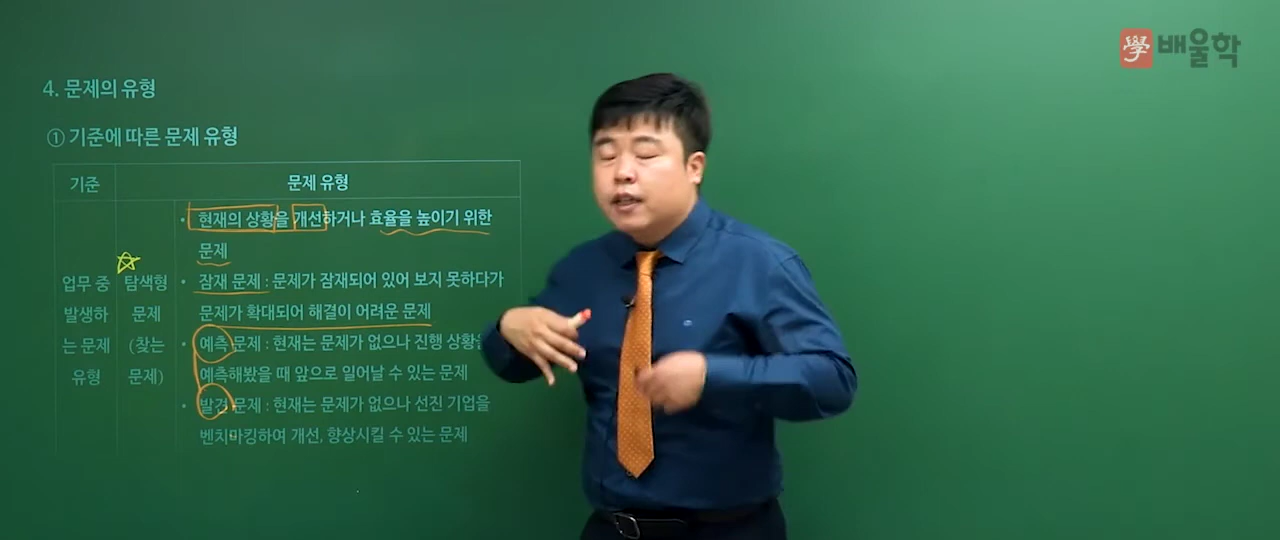 學 배울학
4. 문제의 유형
① 기준에 따른 문제 유형
기준
문제 유형
업무 중
발생하
는 문제
유형
탐색형
문제
(찾는
문제)
• 현재의 상황을 개선하거나 효율을 높이기 위한
문제
• 잠재 문제 : 문제가 잠재되어 있어 보지 못하다가
문제가 확대되어 해결이 어려운 문제
• 예측 문제 : 현재는 문제가 없으나 진행 상황을
예측해봤을 때 앞으로 일어날 수 있는 문제
• 발견 문제 : 현재는 문제가 없으나 선진 기업을
벤치마킹하여 개선, 향상시킬 수 있는 문제